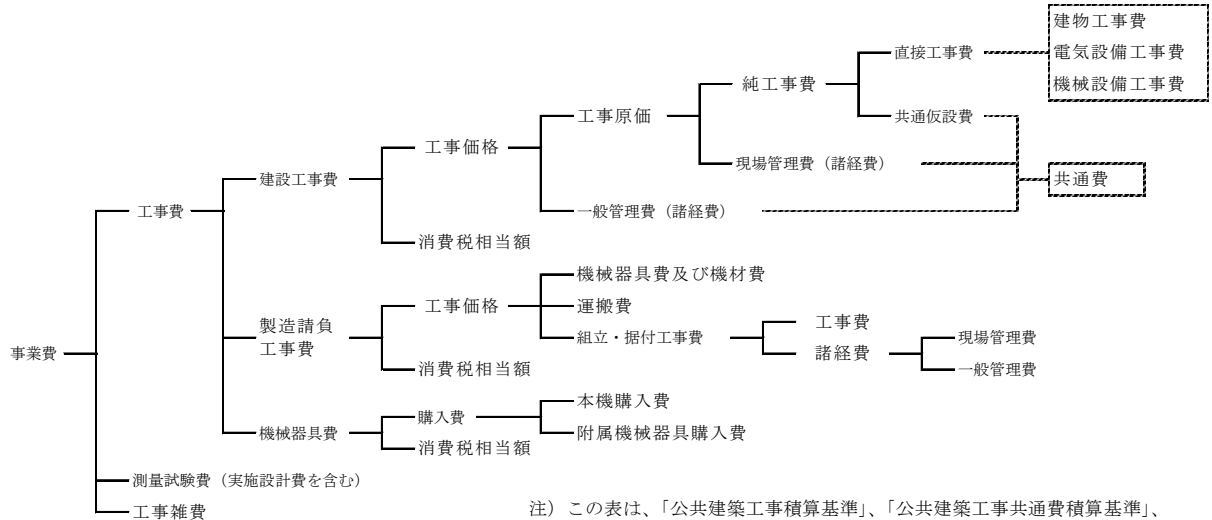 建物工事費
電気設備工事費
機械設備工事費
直接工事費
純工事費
工事原価
共通仮設費
工事価格
現場管理費（諸経費）
共通費
建設工事費
工事費
一般管理費（諸経費）
消費税相当額
機械器具費及び機材費
工事価格
運搬費
製造請負
工事費
組立・据付工事費
工事費
諸経費
現場管理費
一般管理費
事業費
消費税相当額
本機購入費
購入費
機械器具費
附属機械器具購入費
消費税相当額
測量試験費（実施設計費を含む）
工事雑費
注）この表は、「公共建築工事積算基準」、「公共建築工事共通費積算基準」、